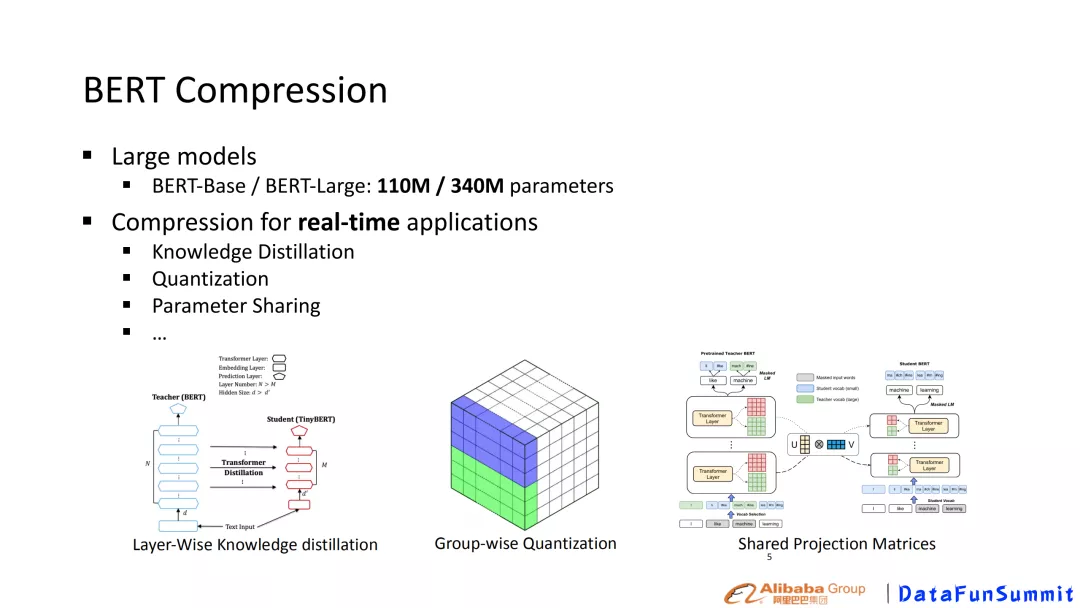 BERT Compression
Large models
BERT-Base / BERT-Large: 110M / 340M parameters
Compression for real-time applications
Knowledge Distillation
Quantization
Parameter Sharing
...
Transformer Layer:
Embedding Layer:
Prediction Layer:
Layer Number: N > M
Hidden Size: d > d'
Teacher (BERT)
Student (TinyBERT)
N
Transformer
Distillation
M
d
d'
Text Input
Layer-Wise Knowledge distillation
Group-wise Quantization
Pretrained Teacher BERT
I like mach ##ine
Masked
LM
like machine
Transformer
Layer
Transformer
Layer
Vocab Selection
I like machine learning
Masked input words
Student vocab (small)
Teacher vocab (large)
U ⊗ V
Student BERT
machine learning
Masked LM
Transformer
Layer
Transformer
Layer
Student Vocab
I like machine learning
Shared Projection Matrices
5
Alibaba Group
阿里巴巴集团
DataFunSummit